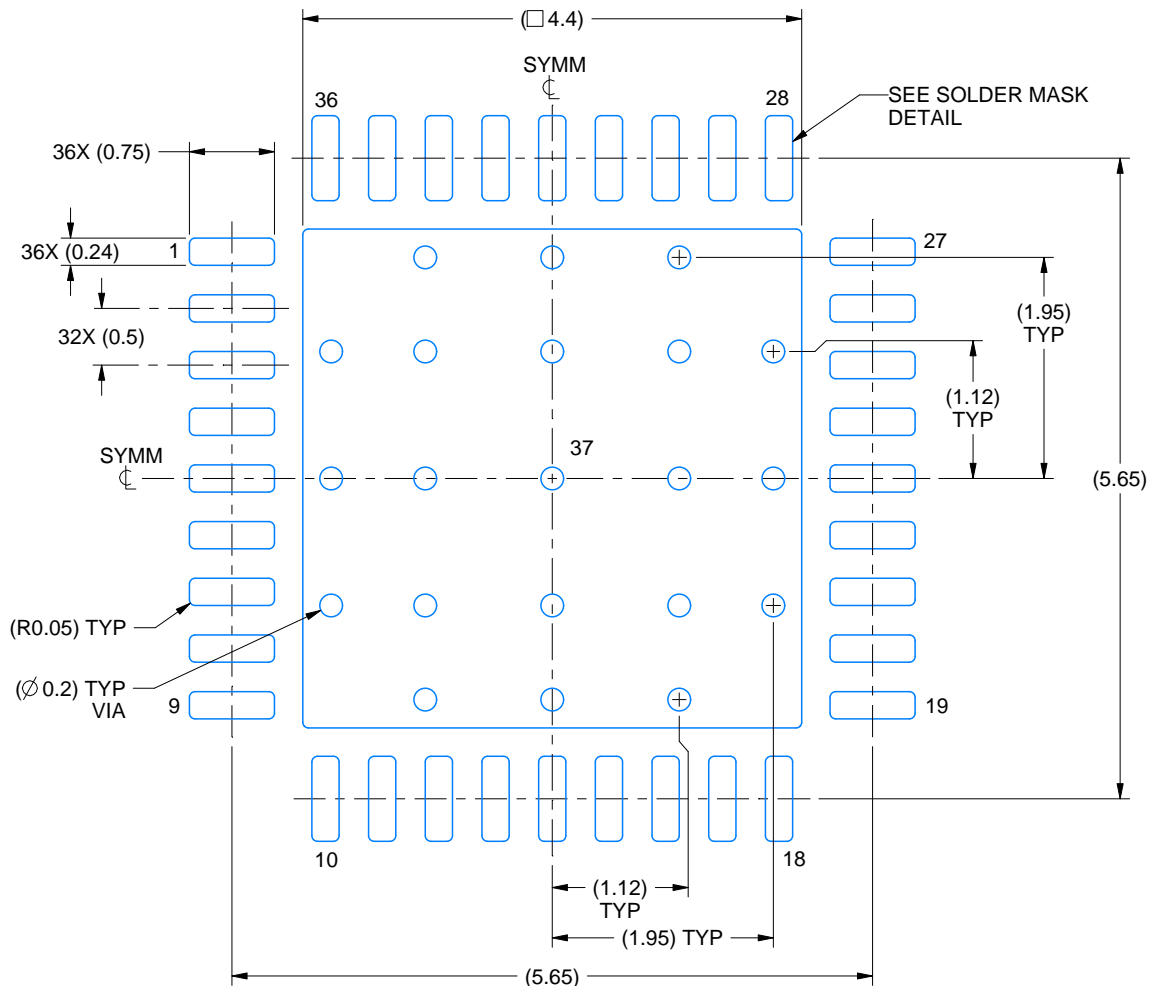 (□ 4.4)
SYMM
℄
36
28
SEE SOLDER MASK
DETAIL
36X (0.75)
1
27
36X (0.24)
32X (0.5)
(1.95)
TYP
(1.12)
TYP
37
SYMM
℄
(5.65)
(R0.05) TYP
(∅ 0.2) TYP
VIA
9
19
10
18
(1.12)
TYP
(1.95) TYP
(5.65)